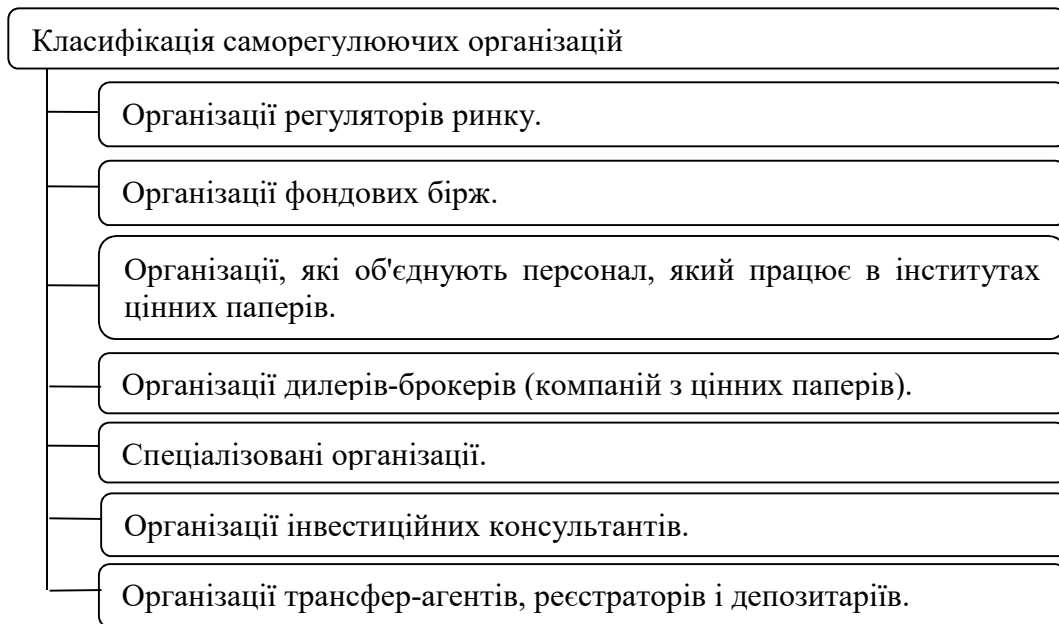 Класифікація саморегулюючих організацій
Організації регуляторів ринку.
Організації фондових бірж.
Організації, які об'єднують персонал, який працює в інститутах
цінних паперів.
Організації дилерів-брокерів (компаній з цінних паперів).
Спеціалізовані організації.
Організації інвестиційних консультантів.
Організації трансфер-агентів, реєстраторів і депозитаріїв.